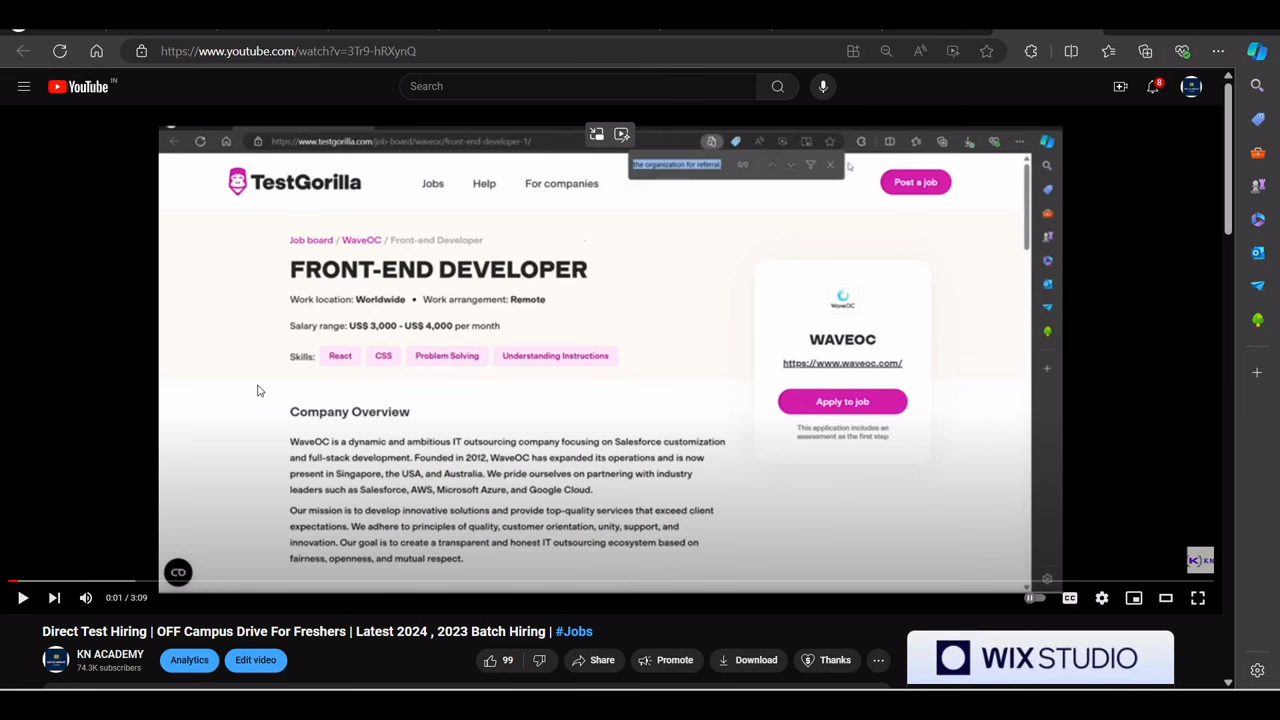 https://www.youtube.com/watch?v=3Tr9-hRXynQ
YouTube IN
Search
8
https://www.testgorilla.com/job-board/waveoc/front-end-developer-1/
the organization for referral.
0/0
TestGorilla
Jobs
Help
For companies
Post a job
Job board / WaveOC / Front-end Developer
FRONT-END DEVELOPER
Work location: Worldwide • Work arrangement: Remote
Salary range: US$ 3,000 - US$ 4,000 per month
Skills: React CSS Problem Solving Understanding Instructions
WaveOC
WAVEOC
https://www.waveoc.com/
Apply to job
This application includes an
assessment as the first step
Company Overview
WaveOC is a dynamic and ambitious IT outsourcing company focusing on Salesforce customization
and full-stack development. Founded in 2012, WaveOC has expanded its operations and is now
present in Singapore, the USA, and Australia. We pride ourselves on partnering with industry
leaders such as Salesforce, AWS, Microsoft Azure, and Google Cloud.
Our mission is to develop innovative solutions and provide top-quality services that exceed client
expectations. We adhere to principles of quality, customer orientation, unity, support, and
innovation. Our goal is to create a transparent and honest IT outsourcing ecosystem based on
fairness, openness, and mutual respect.
KN
0:01 / 3:09
CC
Direct Test Hiring | OFF Campus Drive For Freshers | Latest 2024 , 2023 Batch Hiring | #Jobs
KN ACADEMY
74.3K subscribers
Analytics
Edit video
99
Share
Promote
Download
Thanks
WIX STUDIO